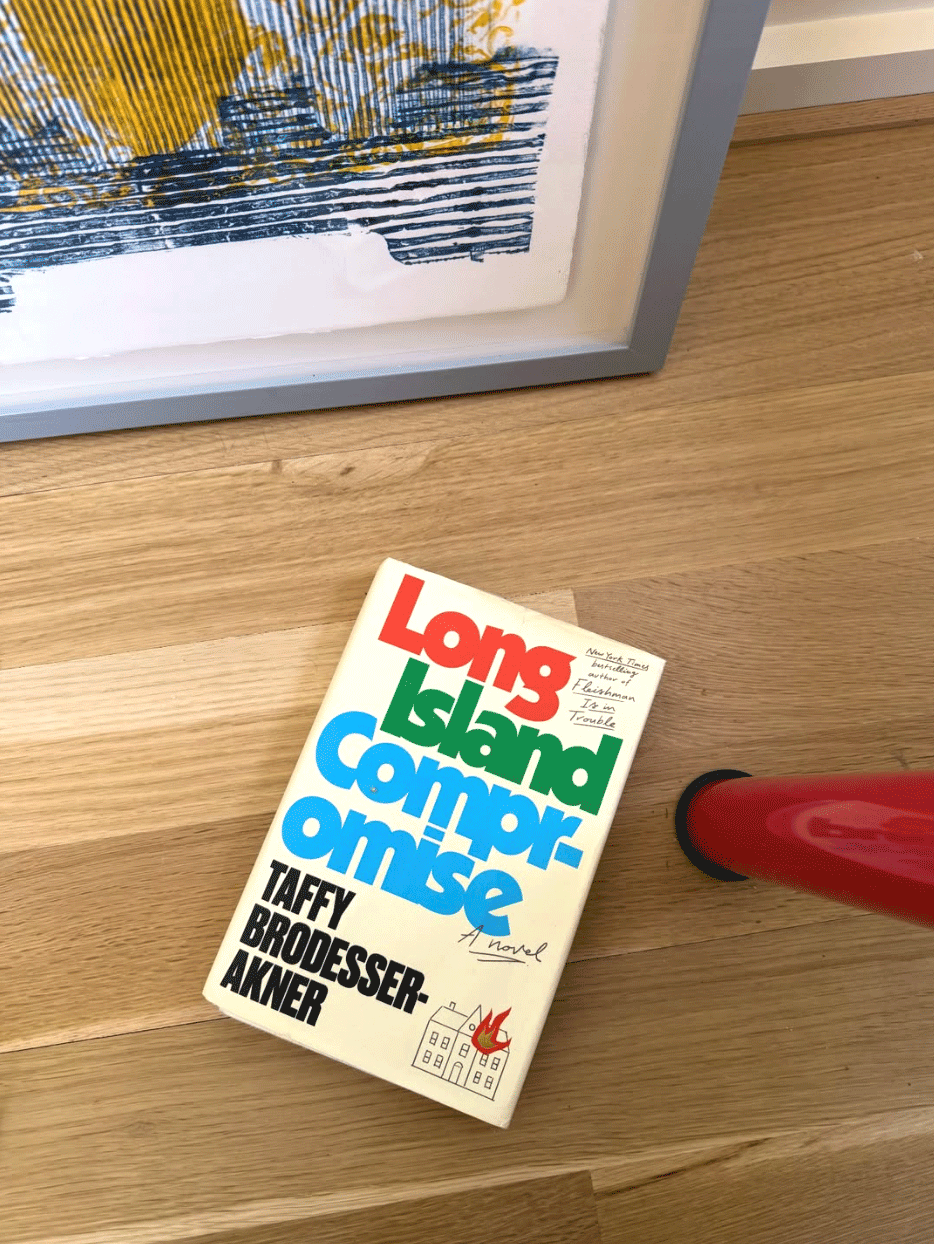 Long
Island
Compr-
omise
New York Times
bestselling
author of
Fleishman
Is in
Trouble
A novel
TAFFY
BRODESSER-
AKNER